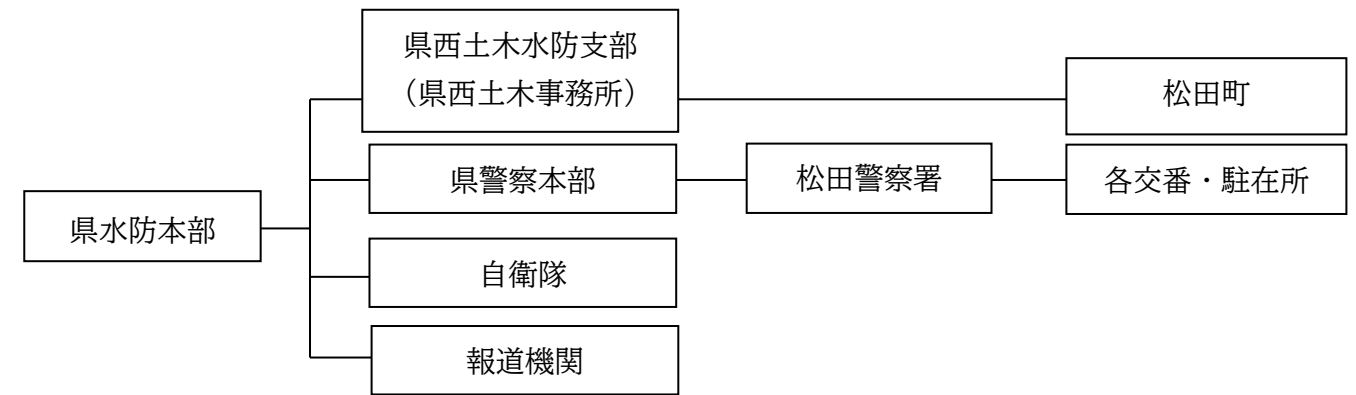 県西土木水防支部
（県西土木事務所）
松田町
県警察本部
松田警察署
各交番・駐在所
県水防本部
自衛隊
報道機関